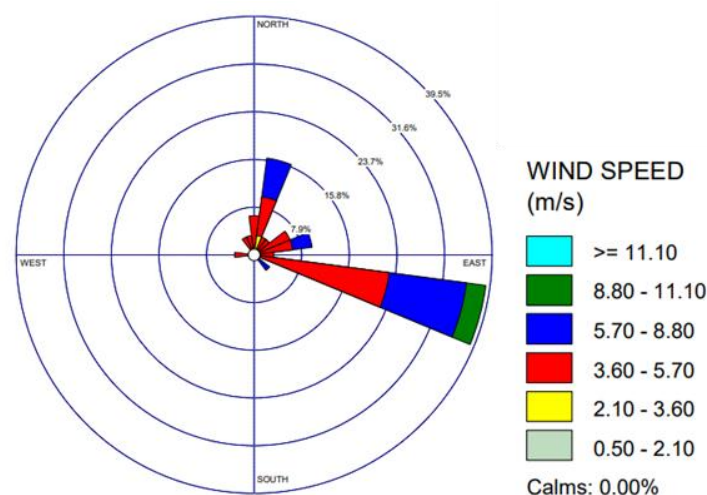 NORTH
39.5%
31.6%
23.7%
15.8%
7.9%
WEST
EAST
SOUTH
WIND SPEED
(m/s)
>= 11.10
8.80 - 11.10
5.70 - 8.80
3.60 - 5.70
2.10 - 3.60
0.50 - 2.10
Calms: 0.00%